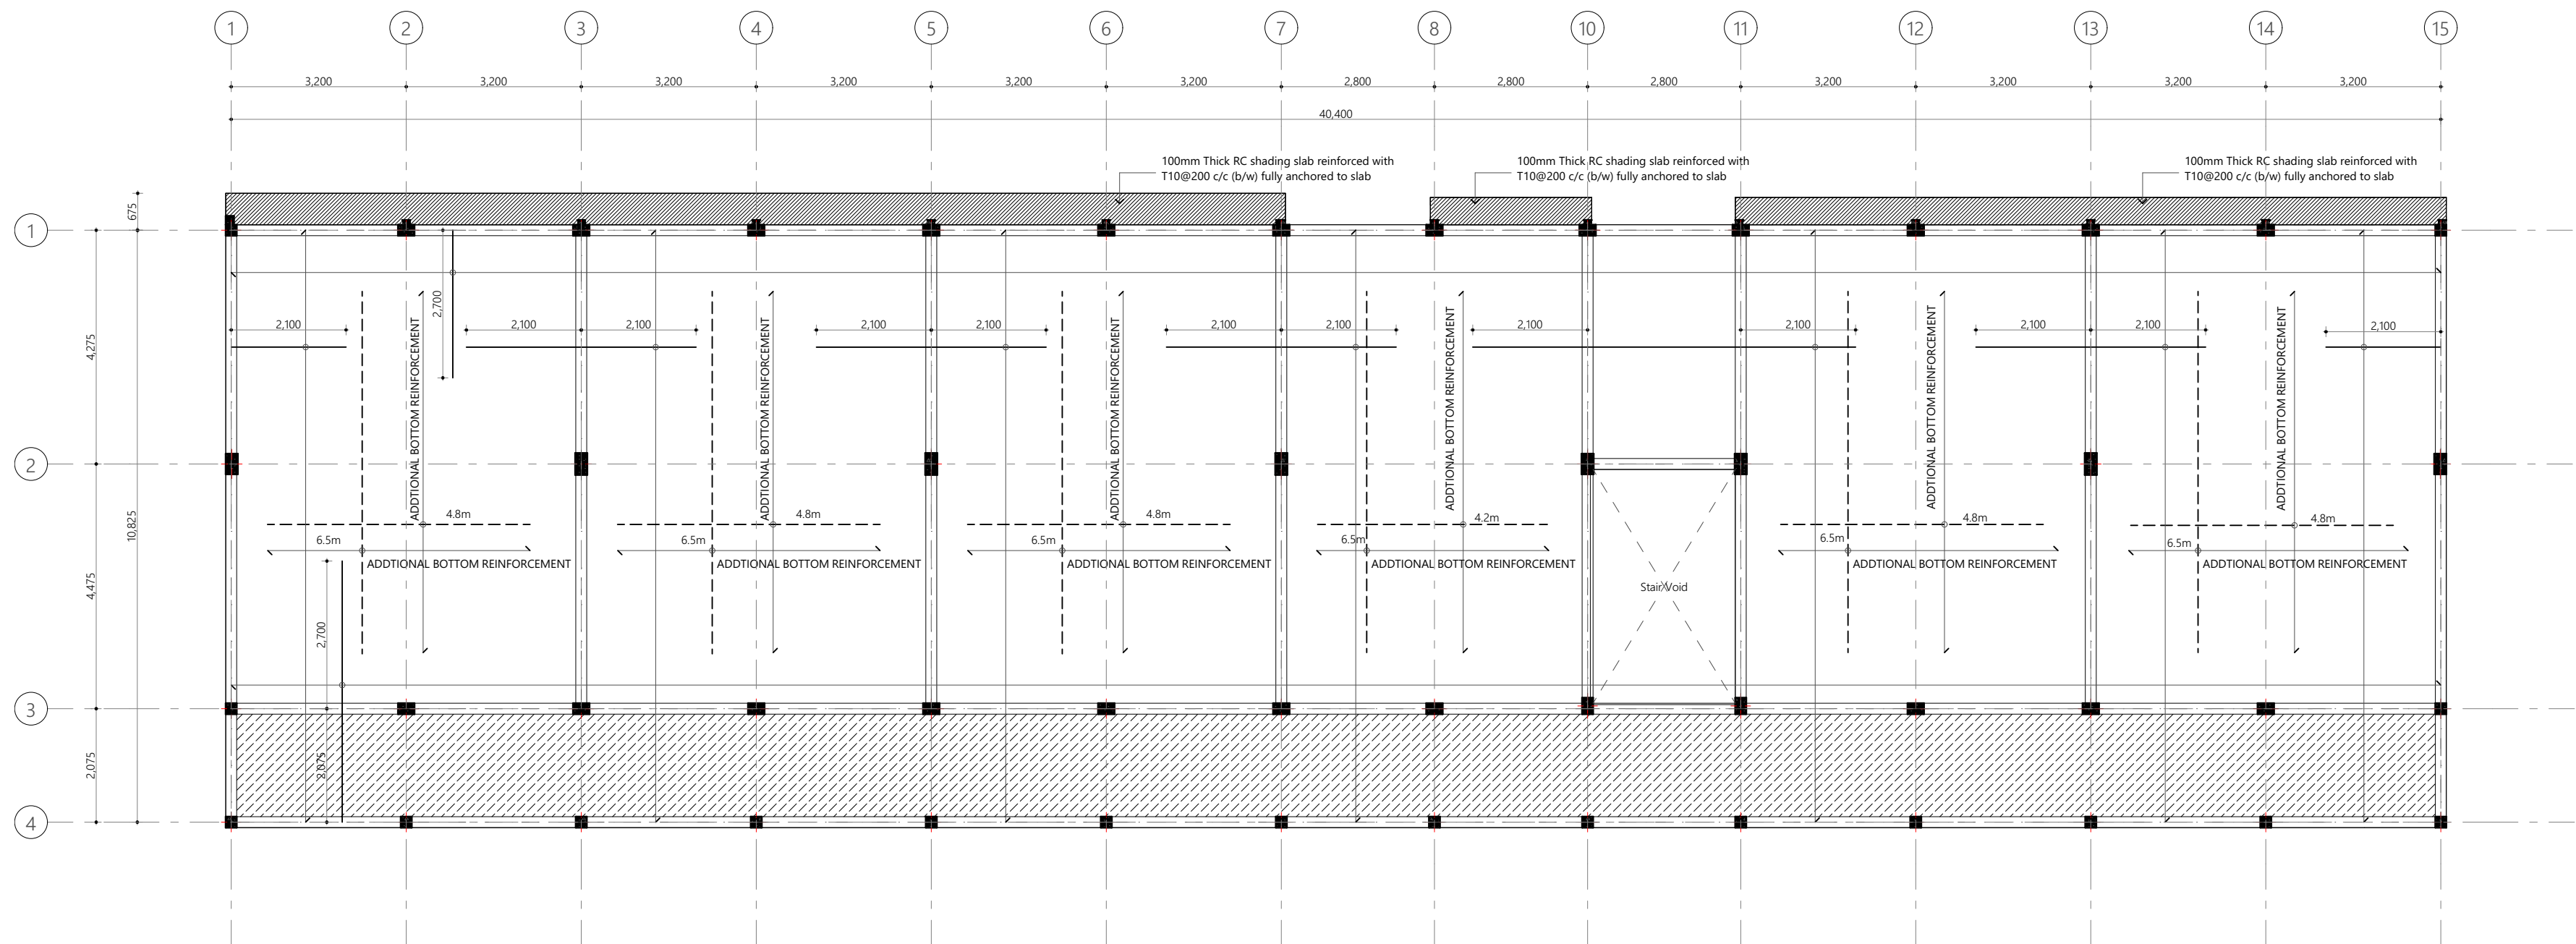 1 2 3 4 5 6 7 8 10 11 12 13 14 15
3,200 3,200 3,200 3,200 3,200 3,200 2,800 2,800 2,800 3,200 3,200 3,200 3,200
40,400
100mm Thick RC shading slab reinforced with
T10@200 c/c (b/w) fully anchored to slab
100mm Thick RC shading slab reinforced with
T10@200 c/c (b/w) fully anchored to slab
100mm Thick RC shading slab reinforced with
T10@200 c/c (b/w) fully anchored to slab
675
1
4,275
2,700
2,100 2,100 2,100 2,100 2,100 2,100 2,100 2,100 2,100 2,100 2,100 2,100
ADDTIONAL BOTTOM REINFORCEMENT
ADDTIONAL BOTTOM REINFORCEMENT
ADDTIONAL BOTTOM REINFORCEMENT
ADDTIONAL BOTTOM REINFORCEMENT
ADDTIONAL BOTTOM REINFORCEMENT
ADDTIONAL BOTTOM REINFORCEMENT
2
10,825
4.8m 4.8m 4.8m 4.2m 4.8m 4.8m
6.5m 6.5m 6.5m 6.5m 6.5m 6.5m
ADDTIONAL BOTTOM REINFORCEMENT
ADDTIONAL BOTTOM REINFORCEMENT
ADDTIONAL BOTTOM REINFORCEMENT
ADDTIONAL BOTTOM REINFORCEMENT
ADDTIONAL BOTTOM REINFORCEMENT
ADDTIONAL BOTTOM REINFORCEMENT
4,475
Stair Void
2,700
3
2,075
2,075
4